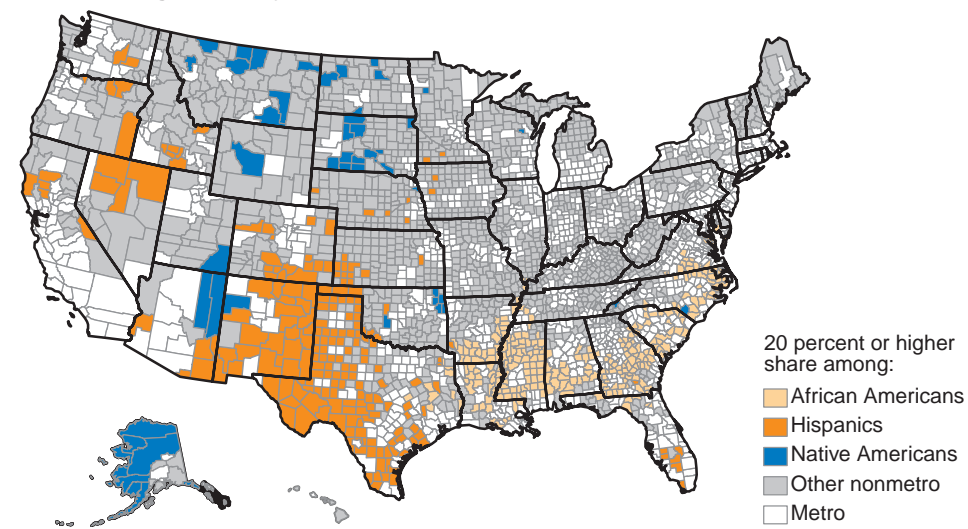 20 percent or higher
share among:
African Americans
Hispanics
Native Americans
Other nonmetro
Metro